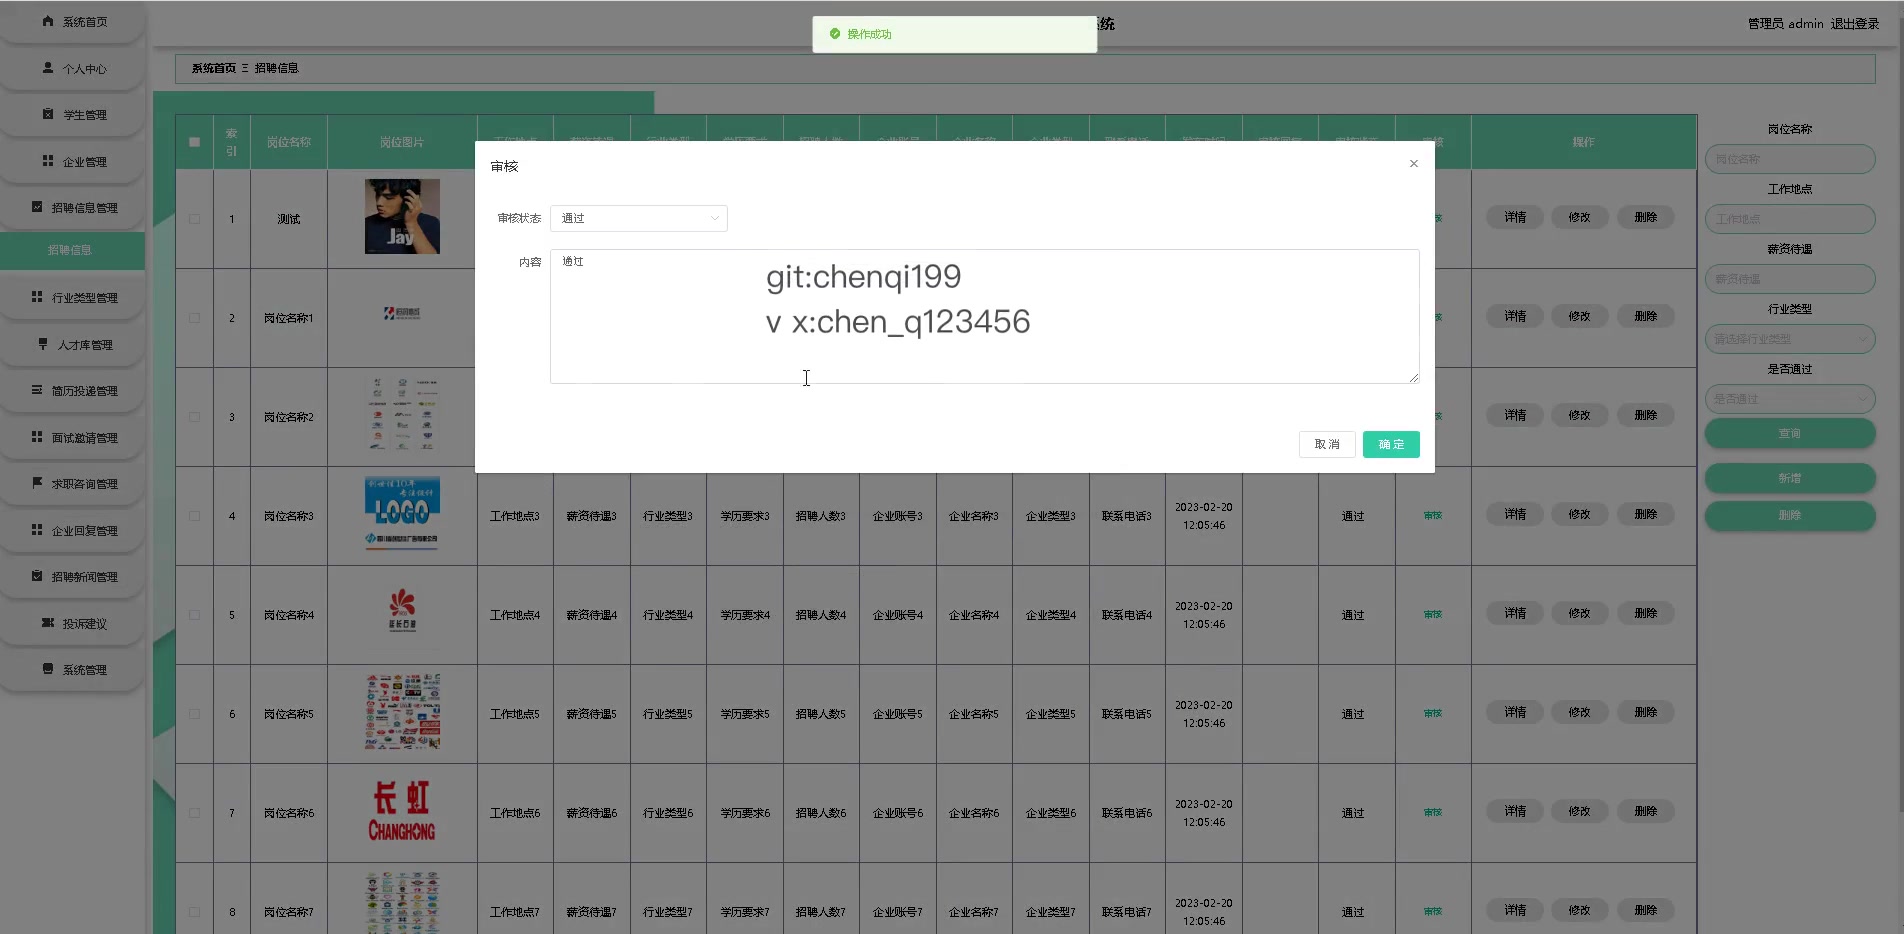 系统首页
个人中心
学生管理
企业管理
招聘信息管理
招聘信息
行业类型管理
人才库管理
简历投递管理
面试邀请管理
求职咨询管理
企业回复管理
招聘新闻管理
投诉建议
系统管理
操作成功
统
管理员 admin 退出登录
系统首页 Ξ 招聘信息
索引 岗位名称 岗位图片 操作
审核
审核状态 通过
内容 通过
git:chenqi199
v x:chen_q123456
取 消 确 定
1 测试 Jay 详情 修改 删除
2 岗位名称1 详情 修改 删除
3 岗位名称2 详情 修改 删除
4 岗位名称3 LOGO 工作地点3 薪资待遇3 行业类型3 学历要求3 招聘人数3 企业账号3 企业名称3 企业类型3 联系电话3 2023-02-20 12:05:46 通过 审核 详情 修改 删除
5 岗位名称4 工作地点4 薪资待遇4 行业类型4 学历要求4 招聘人数4 企业账号4 企业名称4 企业类型4 联系电话4 2023-02-20 12:05:46 通过 审核 详情 修改 删除
6 岗位名称5 工作地点5 薪资待遇5 行业类型5 学历要求5 招聘人数5 企业账号5 企业名称5 企业类型5 联系电话5 2023-02-20 12:05:46 通过 审核 详情 修改 删除
7 岗位名称6 长虹 CHANGHONG 工作地点6 薪资待遇6 行业类型6 学历要求6 招聘人数6 企业账号6 企业名称6 企业类型6 联系电话6 2023-02-20 12:05:46 通过 审核 详情 修改 删除
8 岗位名称7 工作地点7 薪资待遇7 行业类型7 学历要求7 招聘人数7 企业账号7 企业名称7 企业类型7 联系电话7 2023-02-20 12:05:46 通过 审核 详情 修改 删除
岗位名称
岗位名称
工作地点
工作地点
薪资待遇
薪资待遇
行业类型
请选择行业类型
是否通过
是否通过
查询
新增
删除